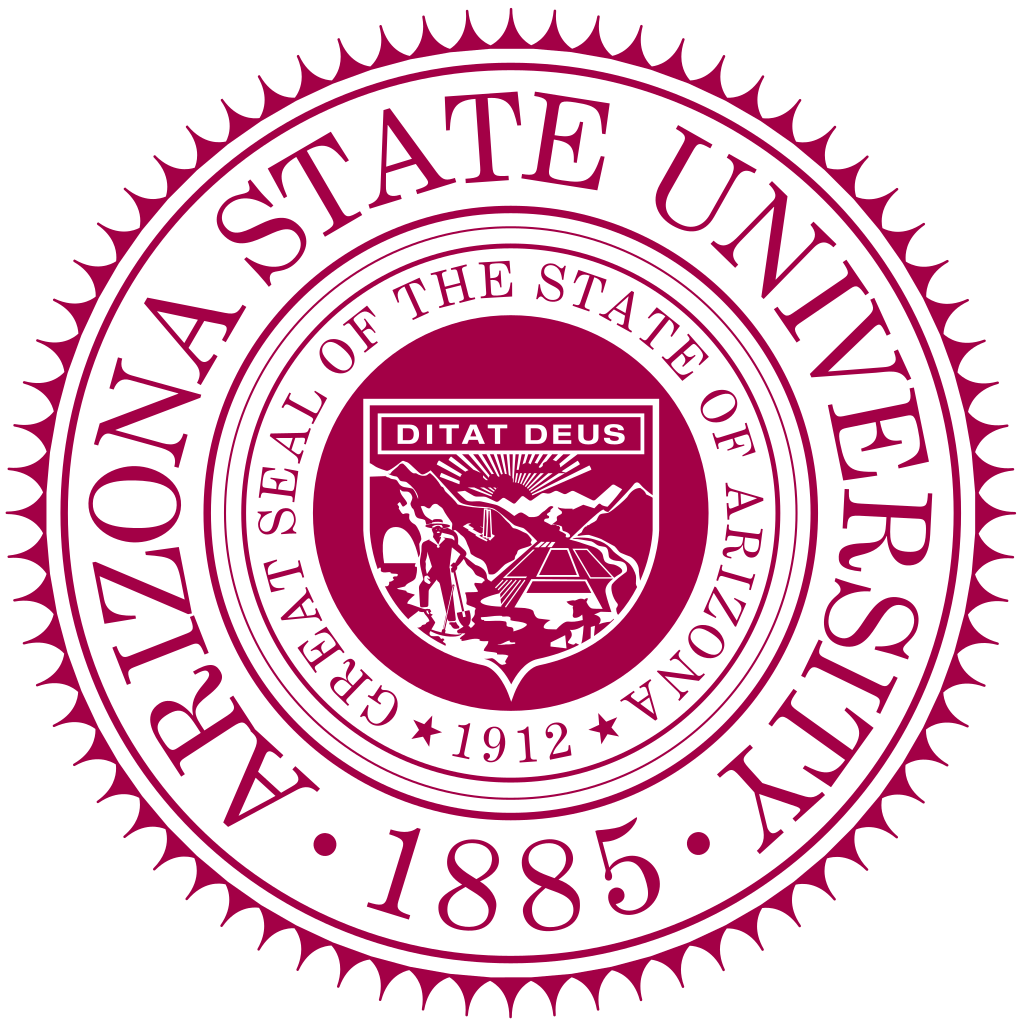 ARIZONA STATE UNIVERSITY
· 1885 ·
GREAT SEAL OF THE STATE OF ARIZONA
★ 1912 ★
DITAT DEUS